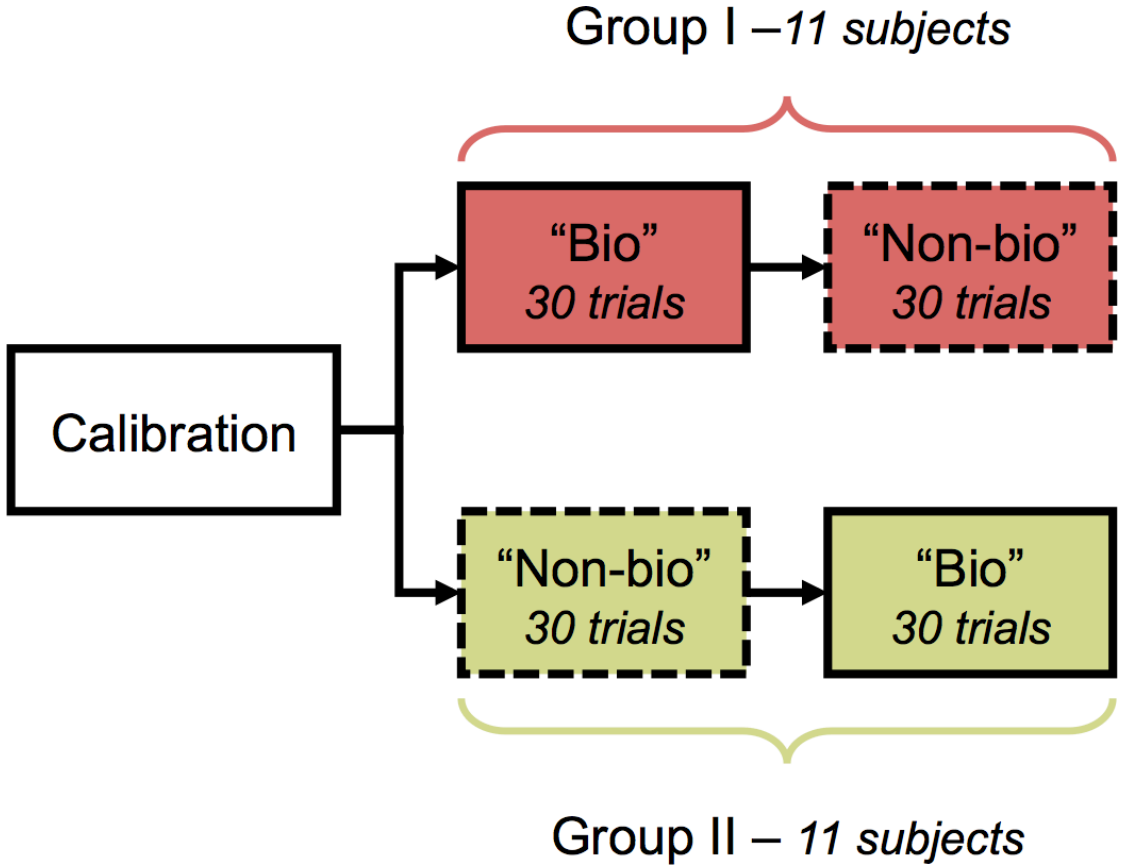 Group I –11 subjects
“Bio”
30 trials
“Non-bio”
30 trials
Calibration
“Non-bio”
30 trials
“Bio”
30 trials
Group II – 11 subjects